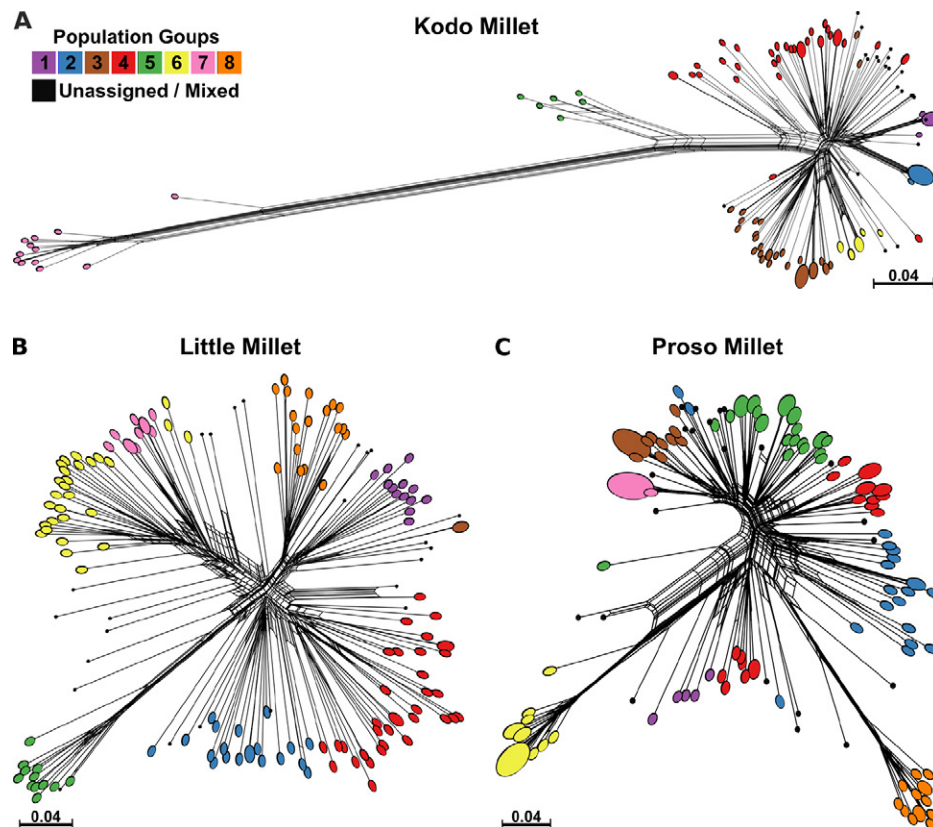 A
Kodo Millet
Population Goups
1 2 3 4 5 6 7 8
Unassigned / Mixed
0.04
B
Little Millet
C
Proso Millet
0.04
0.04